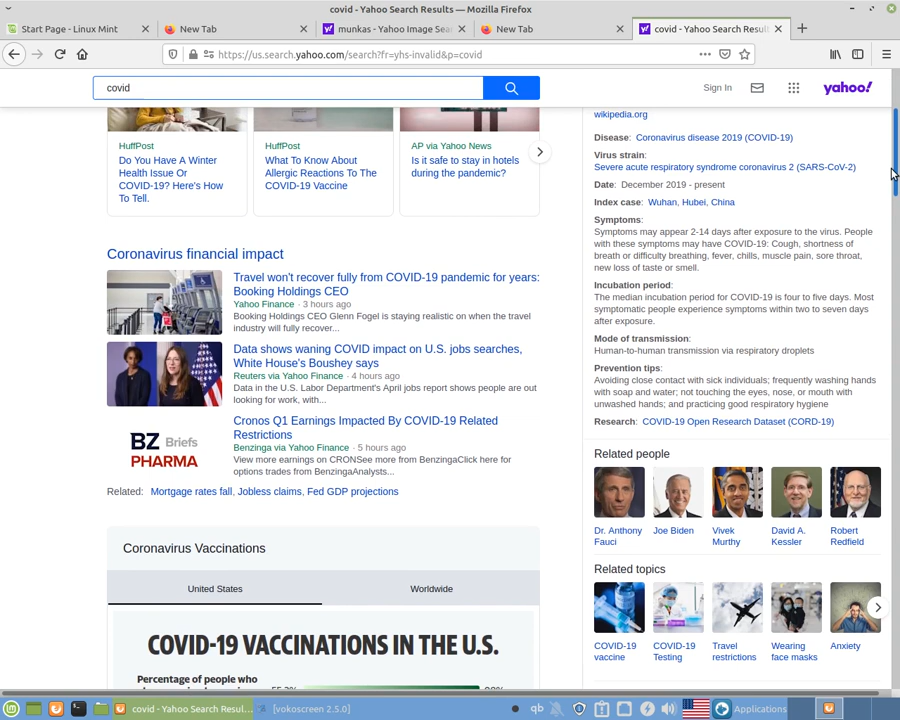 covid - Yahoo Search Results — Mozilla Firefox
Start Page - Linux Mint
New Tab
munkas - Yahoo Image Sea
New Tab
covid - Yahoo Search Result
https://us.search.yahoo.com/search?fr=yhs-invalid&p=covid
covid
Sign In
yahoo!
HuffPost
Do You Have A Winter
Health Issue Or
COVID-19? Here's How
To Tell.
HuffPost
What To Know About
Allergic Reactions To The
COVID-19 Vaccine
AP via Yahoo News
Is it safe to stay in hotels
during the pandemic?
Coronavirus financial impact
Travel won't recover fully from COVID-19 pandemic for years:
Booking Holdings CEO
Yahoo Finance · 3 hours ago
Booking Holdings CEO Glenn Fogel is staying realistic on when the travel
industry will fully recover...
Data shows waning COVID impact on U.S. jobs searches,
White House's Boushey says
Reuters via Yahoo Finance · 4 hours ago
Data in the U.S. Labor Department's April jobs report shows people are out
looking for work, with...
BZ Briefs
PHARMA
Cronos Q1 Earnings Impacted By COVID-19 Related
Restrictions
Benzinga via Yahoo Finance · 5 hours ago
View more earnings on CRONSee more from BenzingaClick here for
options trades from BenzingaAnalysts...
Related: Mortgage rates fall, Jobless claims, Fed GDP projections
Coronavirus Vaccinations
United States
Worldwide
COVID-19 VACCINATIONS IN THE U.S.
Percentage of people who
wikipedia.org
Disease: Coronavirus disease 2019 (COVID-19)
Virus strain:
Severe acute respiratory syndrome coronavirus 2 (SARS-CoV-2)
Date: December 2019 - present
Index case: Wuhan, Hubei, China
Symptoms:
Symptoms may appear 2-14 days after exposure to the virus. People
with these symptoms may have COVID-19: Cough, shortness of
breath or difficulty breathing, fever, chills, muscle pain, sore throat,
new loss of taste or smell.
Incubation period:
The median incubation period for COVID-19 is four to five days. Most
symptomatic people experience symptoms within two to seven days
after exposure.
Mode of transmission:
Human-to-human transmission via respiratory droplets
Prevention tips:
Avoiding close contact with sick individuals; frequently washing hands
with soap and water; not touching the eyes, nose, or mouth with
unwashed hands; and practicing good respiratory hygiene
Research: COVID-19 Open Research Dataset (CORD-19)
Related people
Dr. Anthony
Fauci
Joe Biden
Vivek
Murthy
David A.
Kessler
Robert
Redfield
Related topics
COVID-19
vaccine
COVID-19
Testing
Travel
restrictions
Wearing
face masks
Anxiety
covid - Yahoo Search Resul...
[vokoscreen 2.5.0]
qb
Applications